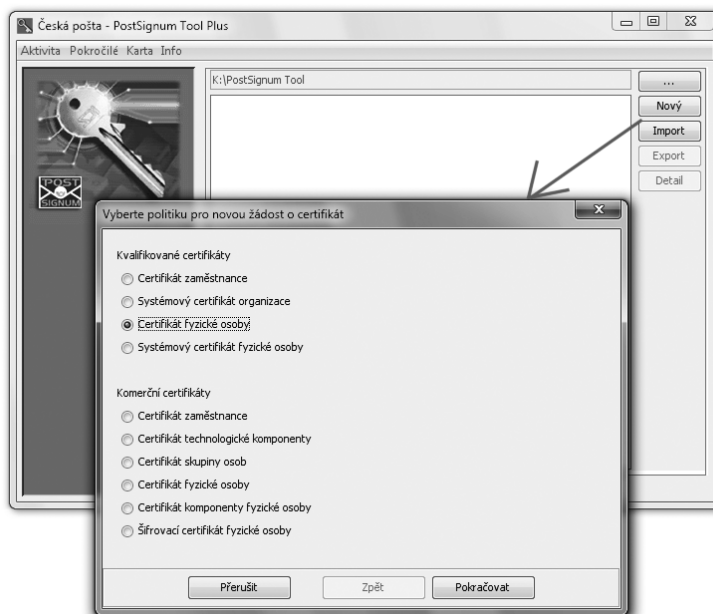 Česká pošta - PostSignum Tool Plus
Aktivita Pokročilé Karta Info
K:\PostSignum Tool
...
Nový
Import
Export
Detail
POST
SIGNUM
Vyberte politiku pro novou žádost o certifikát
Kvalifikované certifikáty
Certifikát zaměstnance
Systémový certifikát organizace
Certifikát fyzické osoby
Systémový certifikát fyzické osoby
Komerční certifikáty
Certifikát zaměstnance
Certifikát technologické komponenty
Certifikát skupiny osob
Certifikát fyzické osoby
Certifikát komponenty fyzické osoby
Šifrovací certifikát fyzické osoby
Přerušit
Zpět
Pokračovat